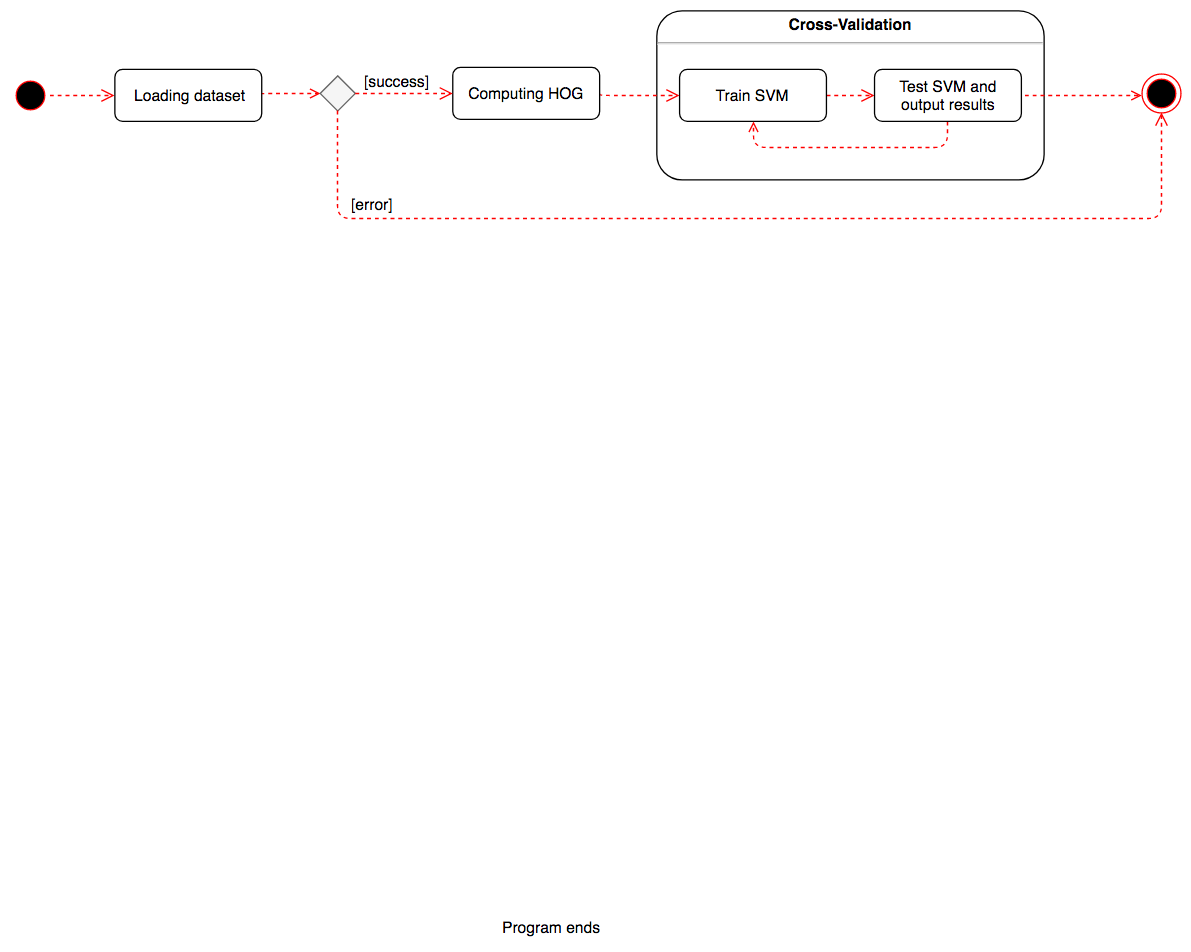 Cross-Validation
Loading dataset
[success]
Computing HOG
Train SVM
Test SVM and
output results
[error]
Program ends